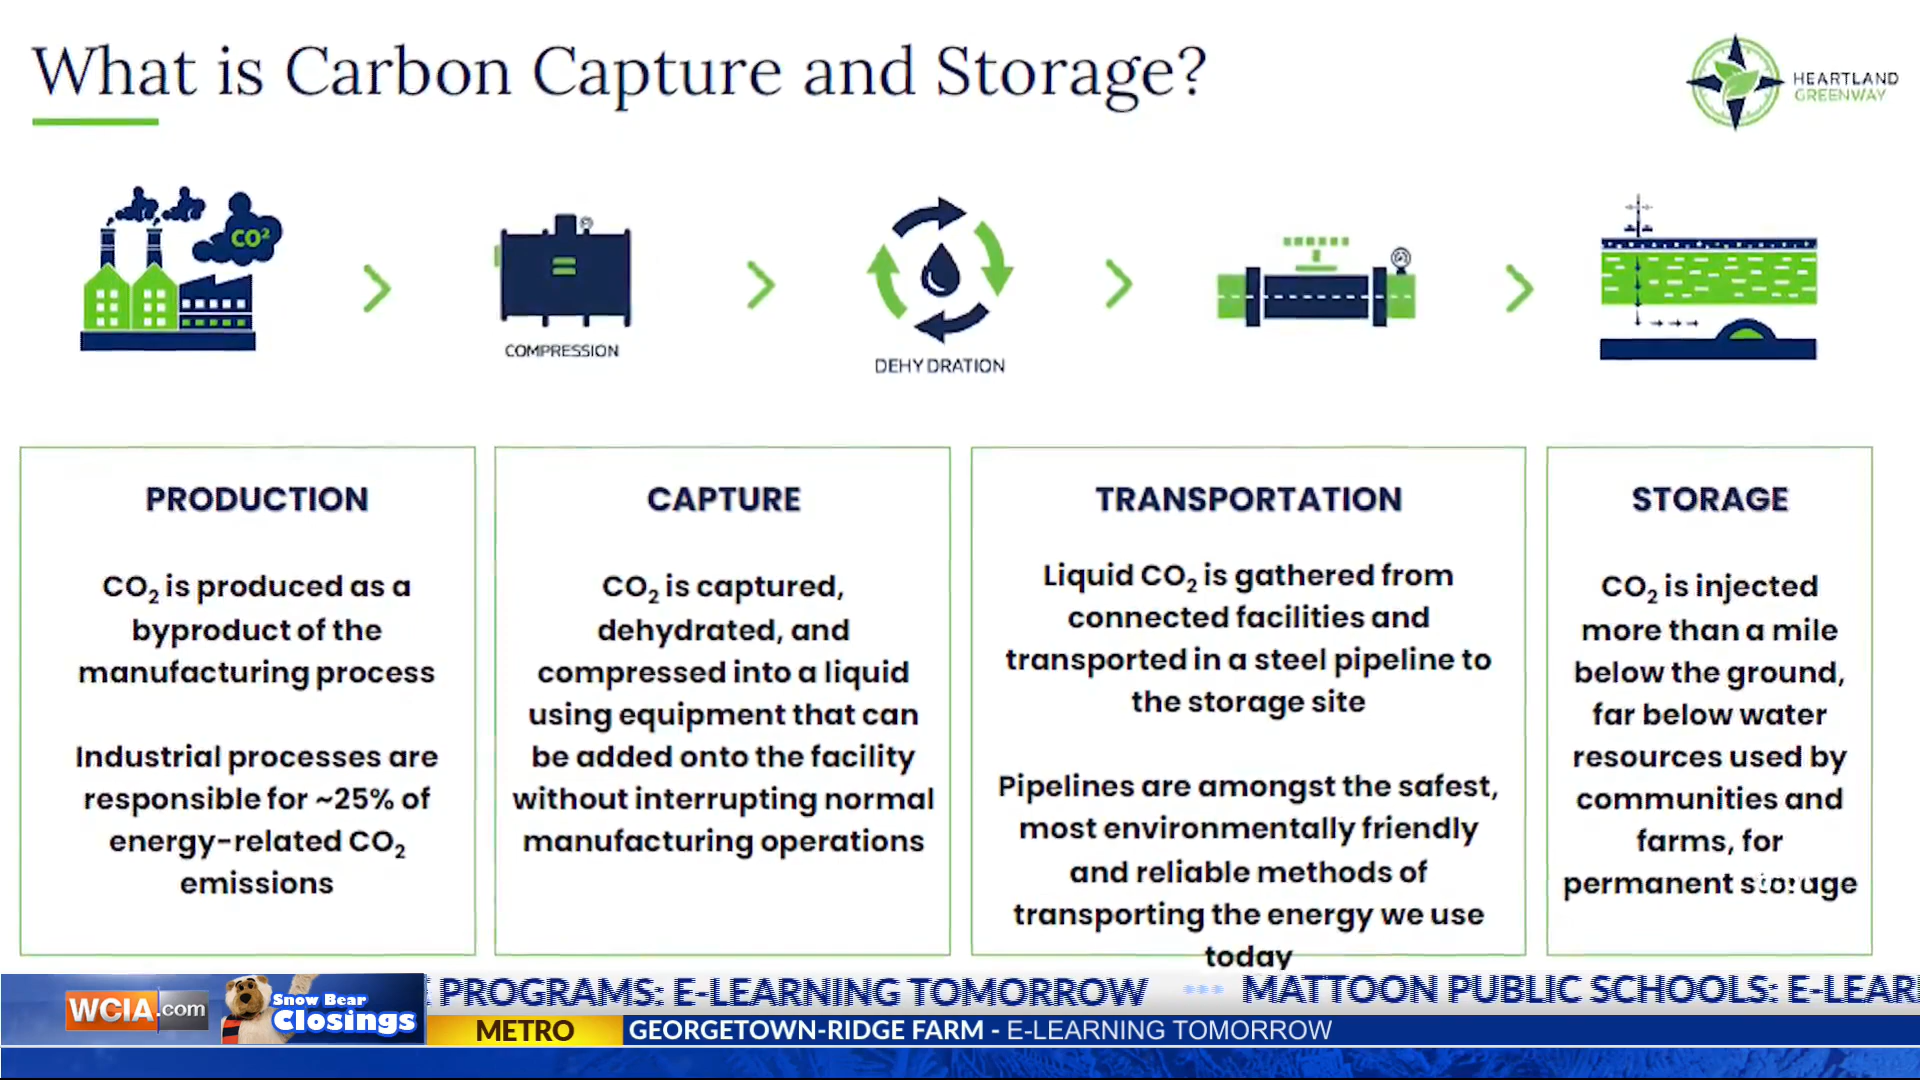 What is Carbon Capture and Storage?
HEARTLAND
GREENWAY
CO²
COMPRESSION
DEHYDRATION
PRODUCTION
CO₂ is produced as a
byproduct of the
manufacturing process
Industrial processes are
responsible for ~25% of
energy-related CO₂
emissions
CAPTURE
CO₂ is captured,
dehydrated, and
compressed into a liquid
using equipment that can
be added onto the facility
without interrupting normal
manufacturing operations
TRANSPORTATION
Liquid CO₂ is gathered from
connected facilities and
transported in a steel pipeline to
the storage site
Pipelines are amongst the safest,
most environmentally friendly
and reliable methods of
transporting the energy we use
today
STORAGE
CO₂ is injected
more than a mile
below the ground,
far below water
resources used by
communities and
farms, for
permanent storage
WCIA.com
Snow Bear
Closings
PROGRAMS: E-LEARNING TOMORROW MATTOON PUBLIC SCHOOLS: E-LEAR
METRO
GEORGETOWN-RIDGE FARM - E-LEARNING TOMORROW